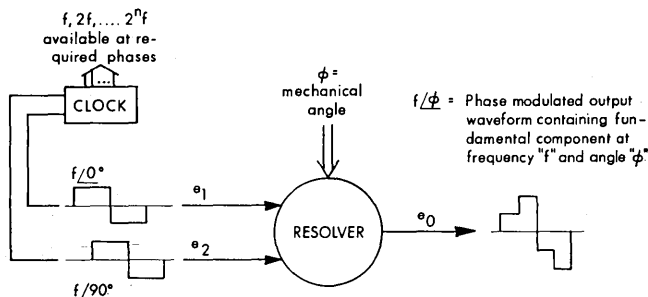 f, 2f, .... 2ⁿf
available at re-
quired phases
...
CLOCK
ϕ =
mechanical
angle
f/ϕ = Phase modulated output
waveform containing fun-
damental component at
frequency "f" and angle "ϕ"
f/0°
e1
RESOLVER
e0
e2
f/90°